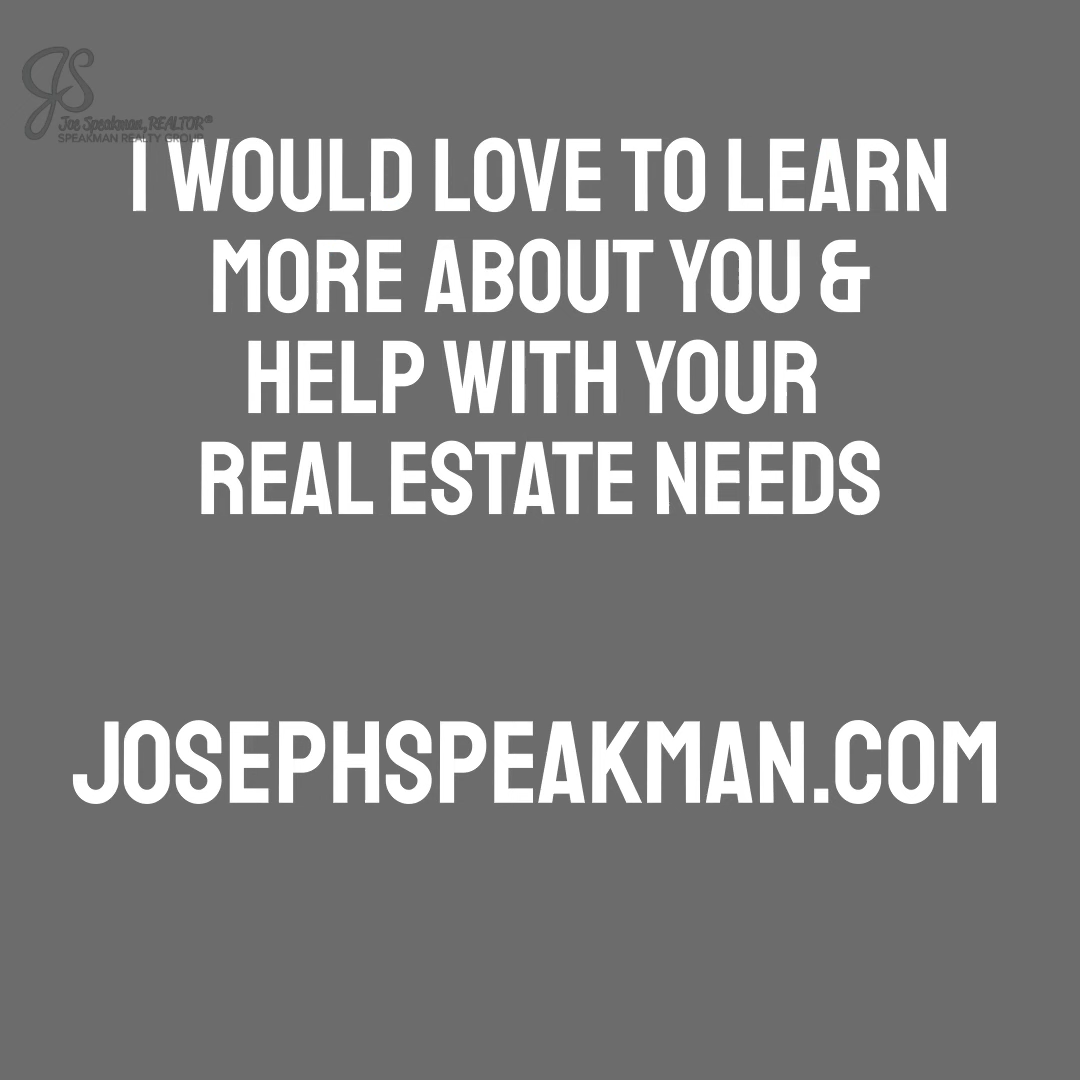 JS
Joe Speakman, REALTOR®
SPEAKMAN REALTY GROUP
I WOULD LOVE TO LEARN
MORE ABOUT YOU &
HELP WITH YOUR
REAL ESTATE NEEDS
JOSEPHSPEAKMAN.COM